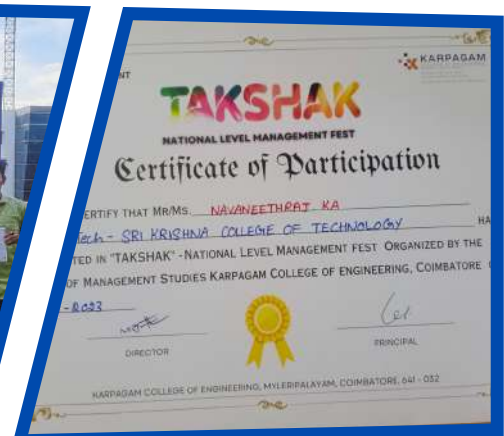 NT
KARPAGAM
TAKSHAK
NATIONAL LEVEL MANAGEMENT FEST
Certificate of Participation
ERTIFY THAT MR/MS. NAVANEETHRAJ KA
Tech - SRI KRISHNA COLLEGE OF TECHNOLOGY HA
TED IN "TAKSHAK" - NATIONAL LEVEL MANAGEMENT FEST ORGANIZED BY THE
OF MANAGEMENT STUDIES KARPAGAM COLLEGE OF ENGINEERING, COIMBATORE
- 2023
DIRECTOR
PRINCIPAL
KARPAGAM COLLEGE OF ENGINEERING, MYLERIPALAYAM, COIMBATORE, 641 - 032